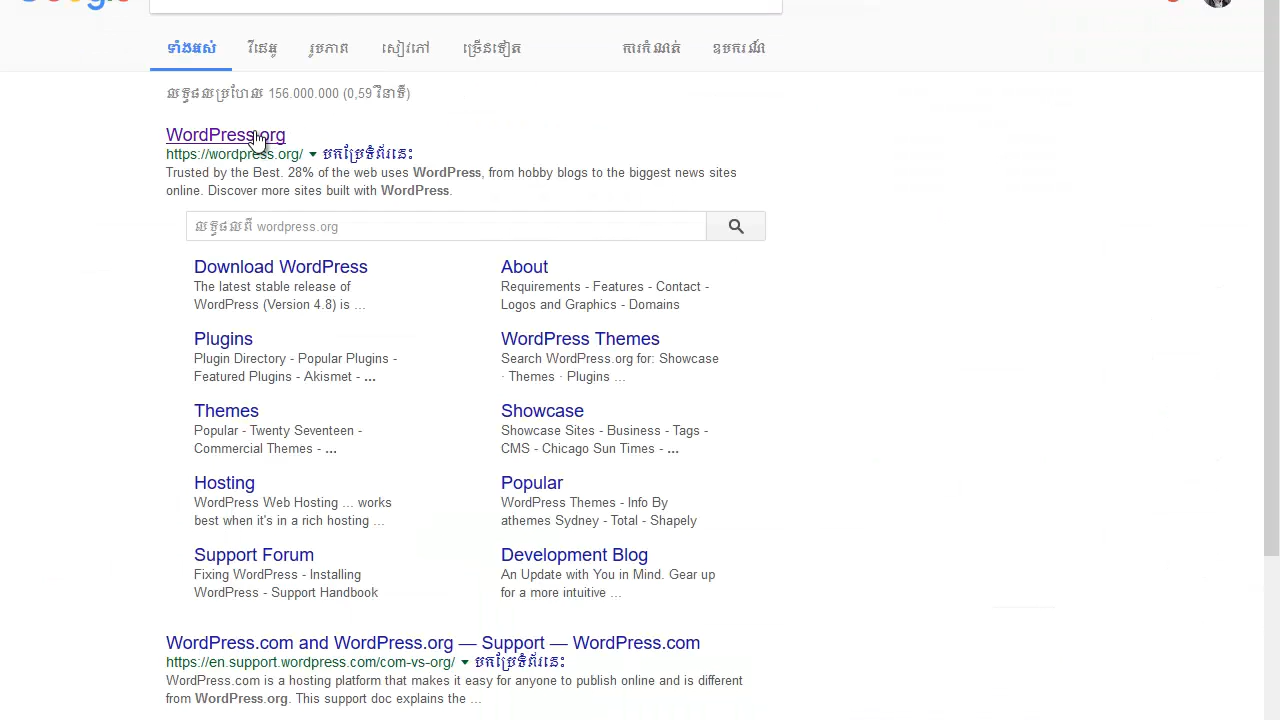 ទាំងអស់ វីដេអូ រូបភាព សៀវភៅ ច្រើនទៀត ការកំណត់ ឧបករណ៍
លទ្ធផលប្រហែល 156.000.000 (0,59 វិនាទី)
WordPress.org
https://wordpress.org/ បកប្រែទំព័រនេះ
Trusted by the Best. 28% of the web uses WordPress, from hobby blogs to the biggest news sites
online. Discover more sites built with WordPress.
លទ្ធផលពី wordpress.org
Download WordPress
The latest stable release of
WordPress (Version 4.8) is ...
About
Requirements - Features - Contact -
Logos and Graphics - Domains
Plugins
Plugin Directory - Popular Plugins -
Featured Plugins - Akismet - ...
WordPress Themes
Search WordPress.org for: Showcase
· Themes · Plugins ...
Themes
Popular - Twenty Seventeen -
Commercial Themes - ...
Showcase
Showcase Sites - Business - Tags -
CMS - Chicago Sun Times - ...
Hosting
WordPress Web Hosting ... works
best when it's in a rich hosting ...
Popular
WordPress Themes - Info By
athemes Sydney - Total - Shapely
Support Forum
Fixing WordPress - Installing
WordPress - Support Handbook
Development Blog
An Update with You in Mind. Gear up
for a more intuitive ...
WordPress.com and WordPress.org — Support — WordPress.com
https://en.support.wordpress.com/com-vs-org/ បកប្រែទំព័រនេះ
WordPress.com is a hosting platform that makes it easy for anyone to publish online and is different
from WordPress.org. This support doc explains the ...